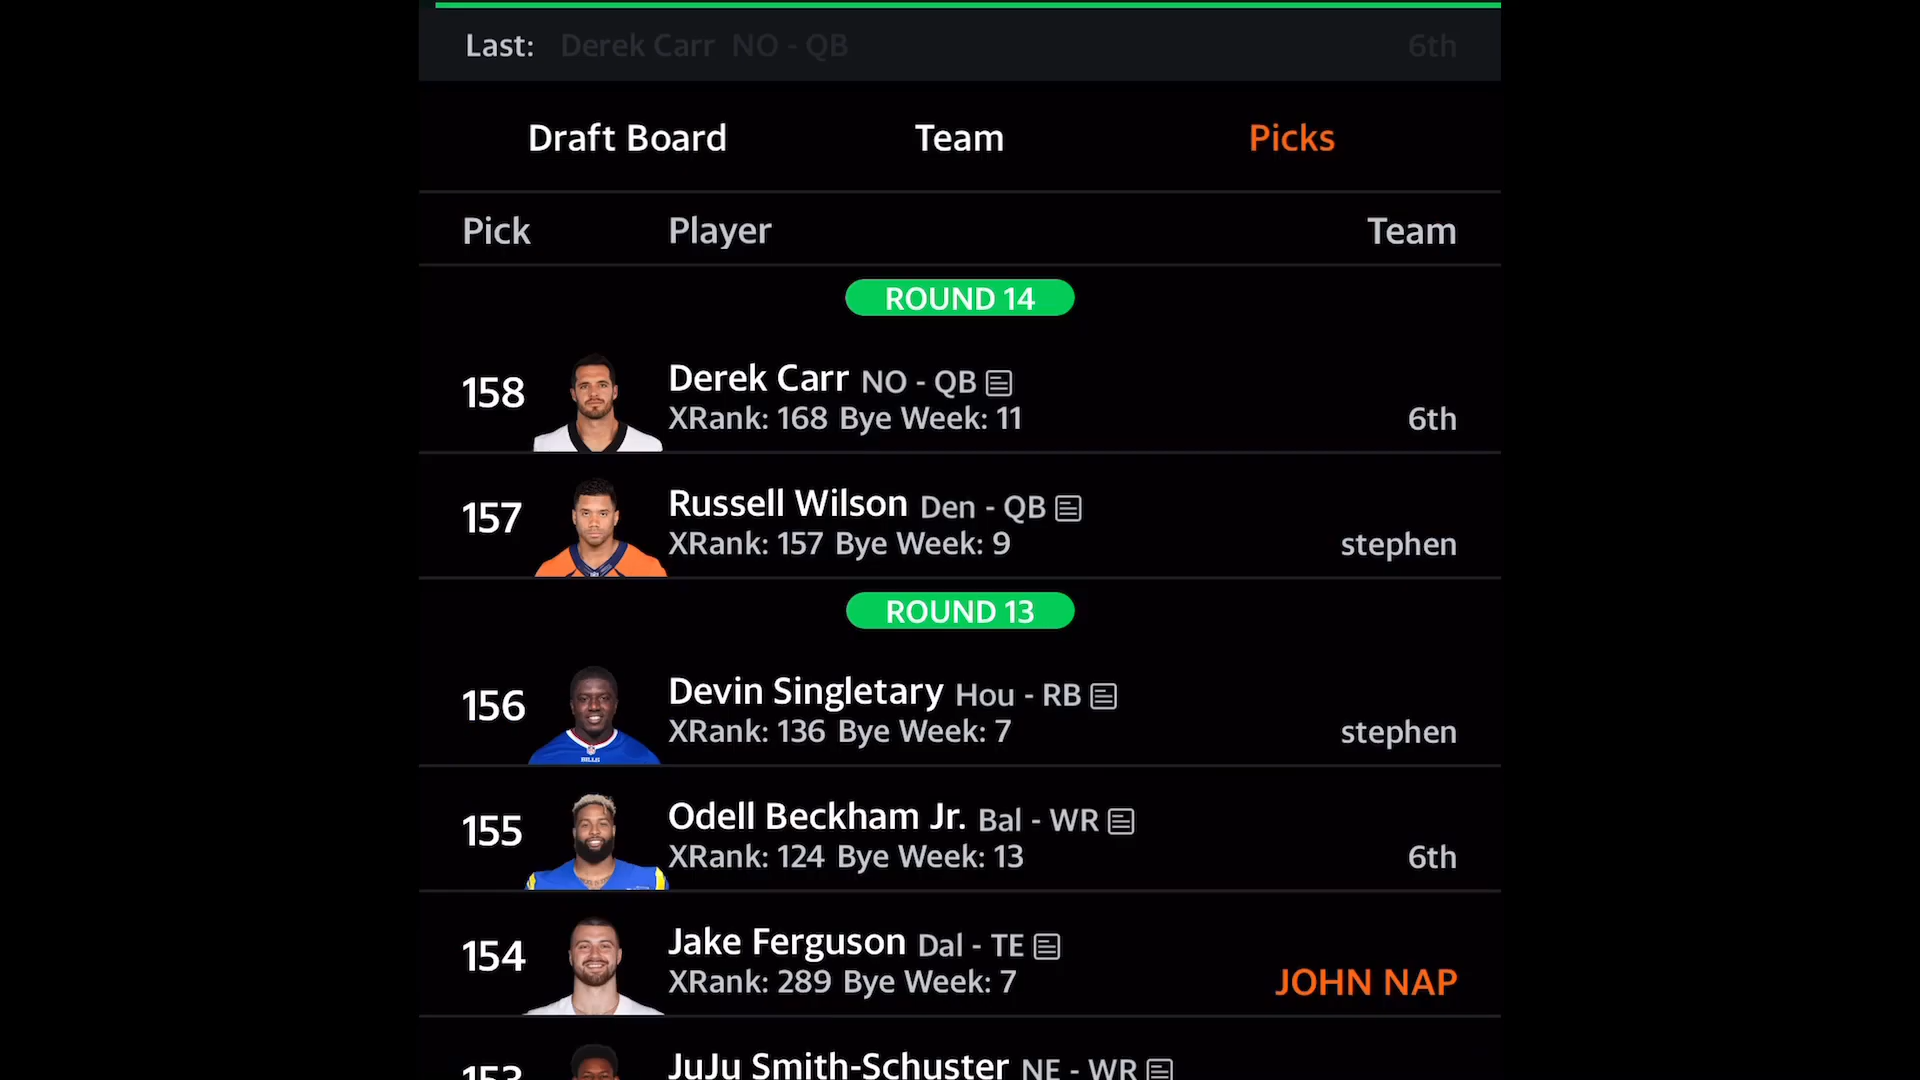 Last: Derek Carr NO - QB 6th
Draft Board Team Picks
Pick Player Team
ROUND 14
158 Derek Carr NO - QB
XRank: 168 Bye Week: 11 6th
157 Russell Wilson Den - QB
XRank: 157 Bye Week: 9 stephen
ROUND 13
156 Devin Singletary Hou - RB
XRank: 136 Bye Week: 7 stephen
BILLS
155 Odell Beckham Jr. Bal - WR
XRank: 124 Bye Week: 13 6th
154 Jake Ferguson Dal - TE
XRank: 289 Bye Week: 7 JOHN NAP
153 JuJu Smith-Schuster NE - WR